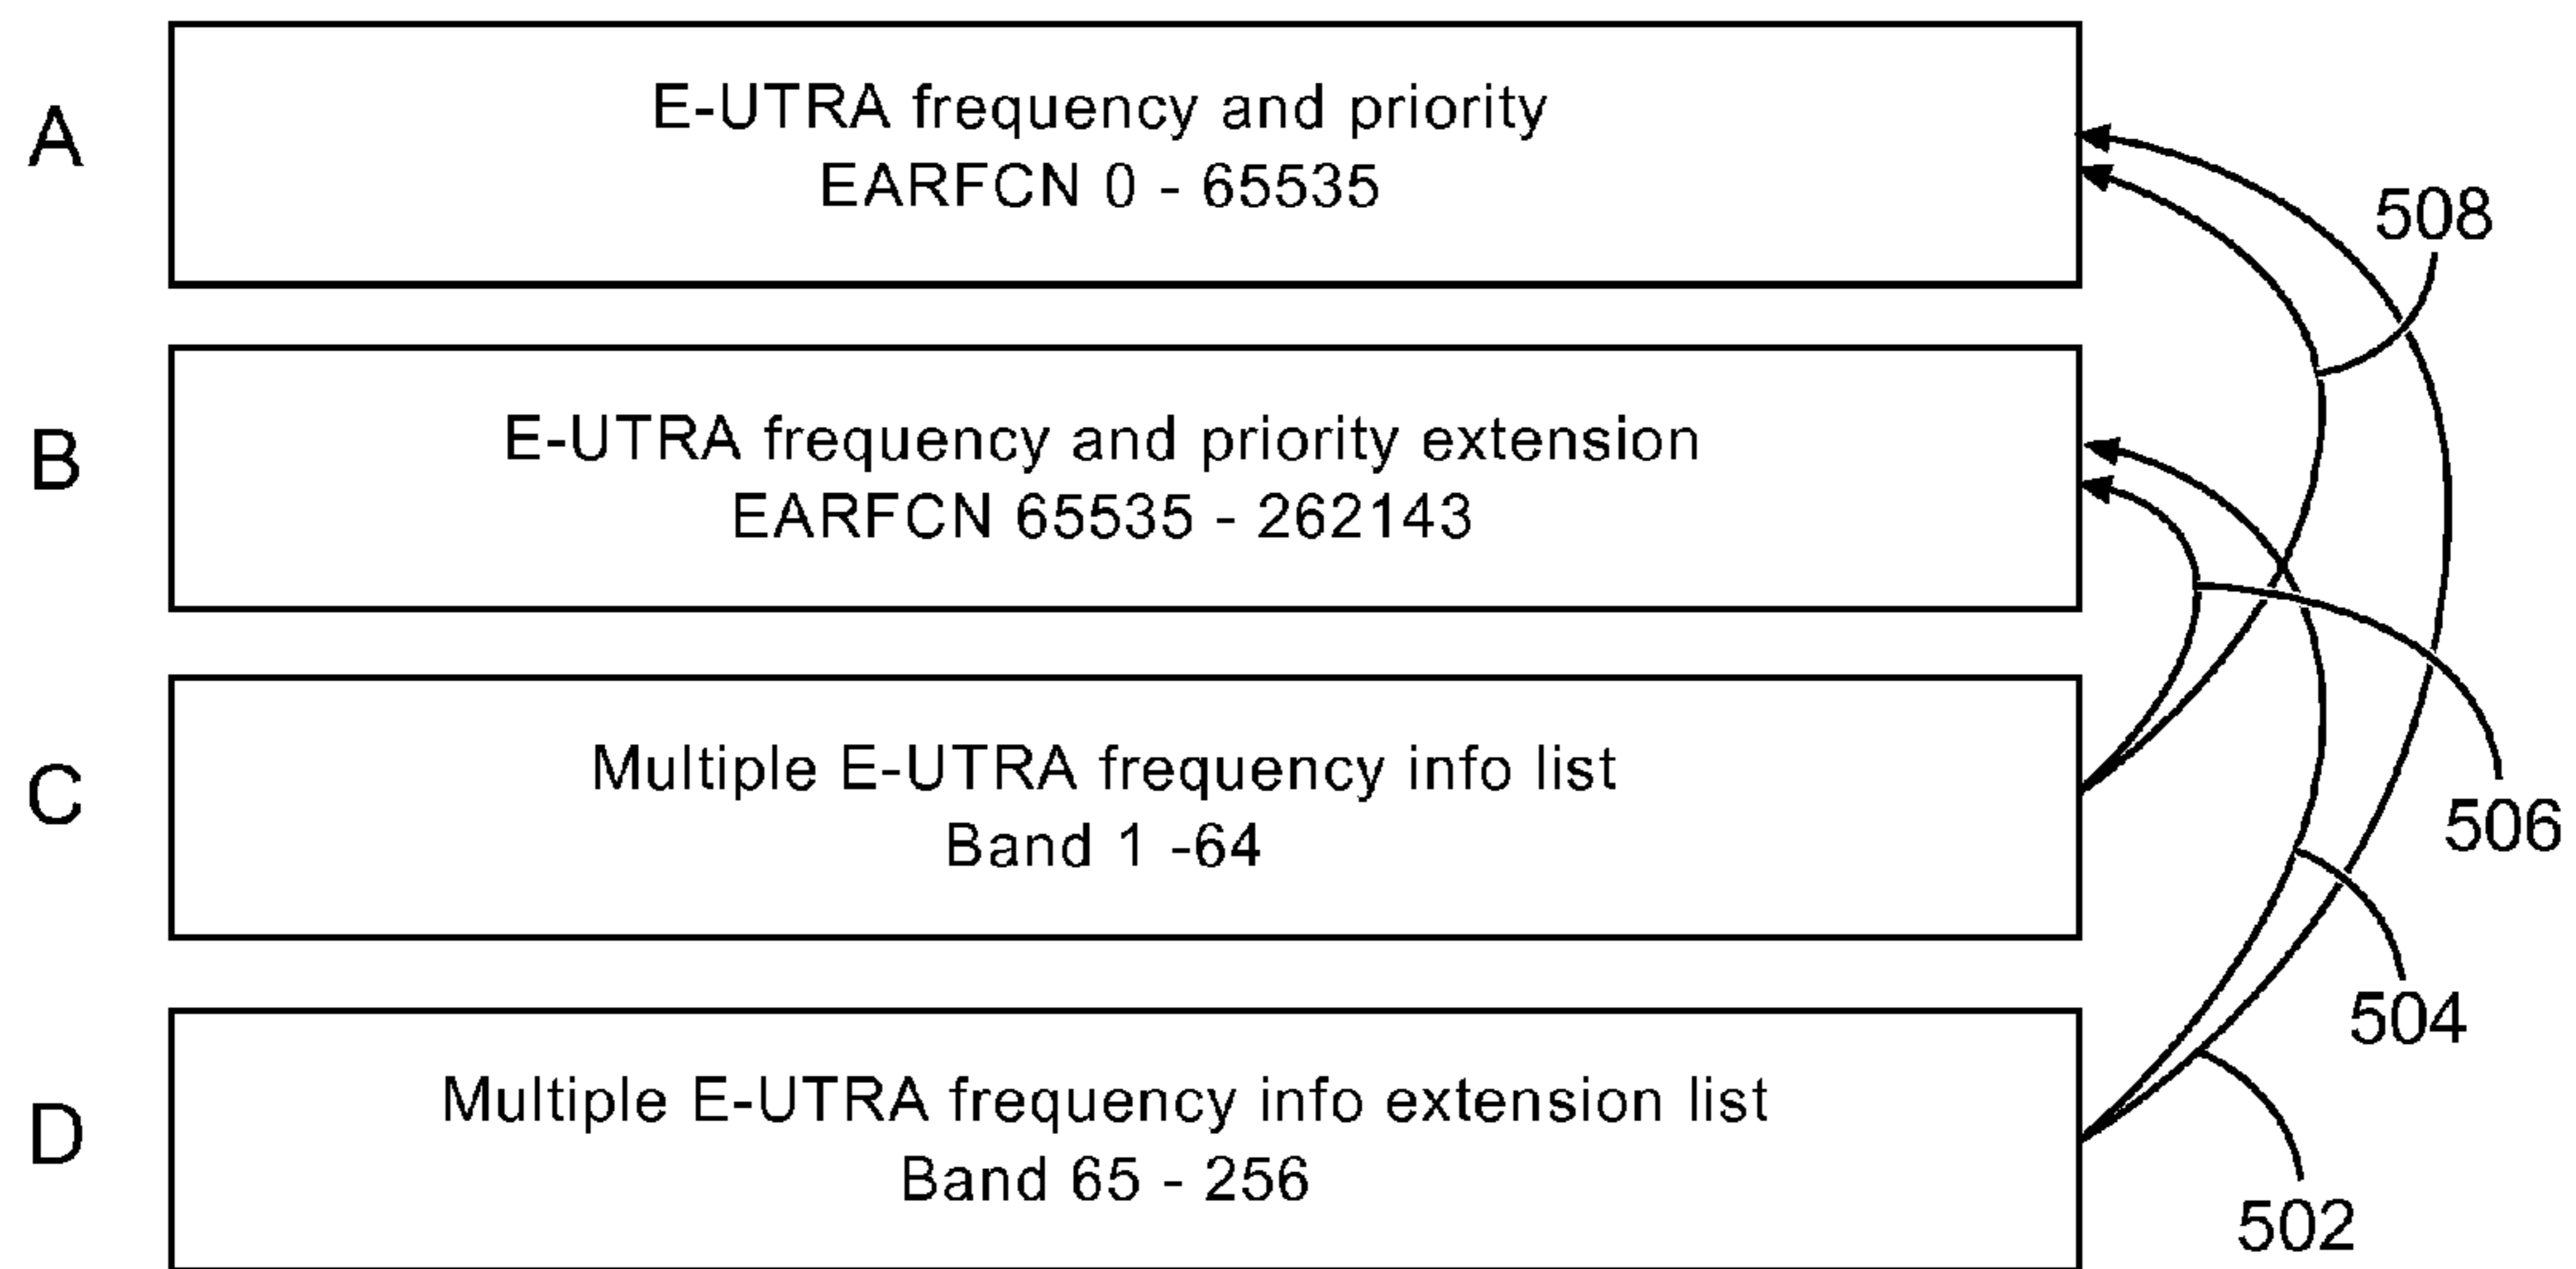 A
E-UTRA frequency and priority
EARFCN 0 - 65535
508
B
E-UTRA frequency and priority extension
EARFCN 65535 - 262143
C
Multiple E-UTRA frequency info list
Band 1 -64
506
504
D
Multiple E-UTRA frequency info extension list
Band 65 - 256
502